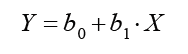 Y = b₀ + b₁ · X